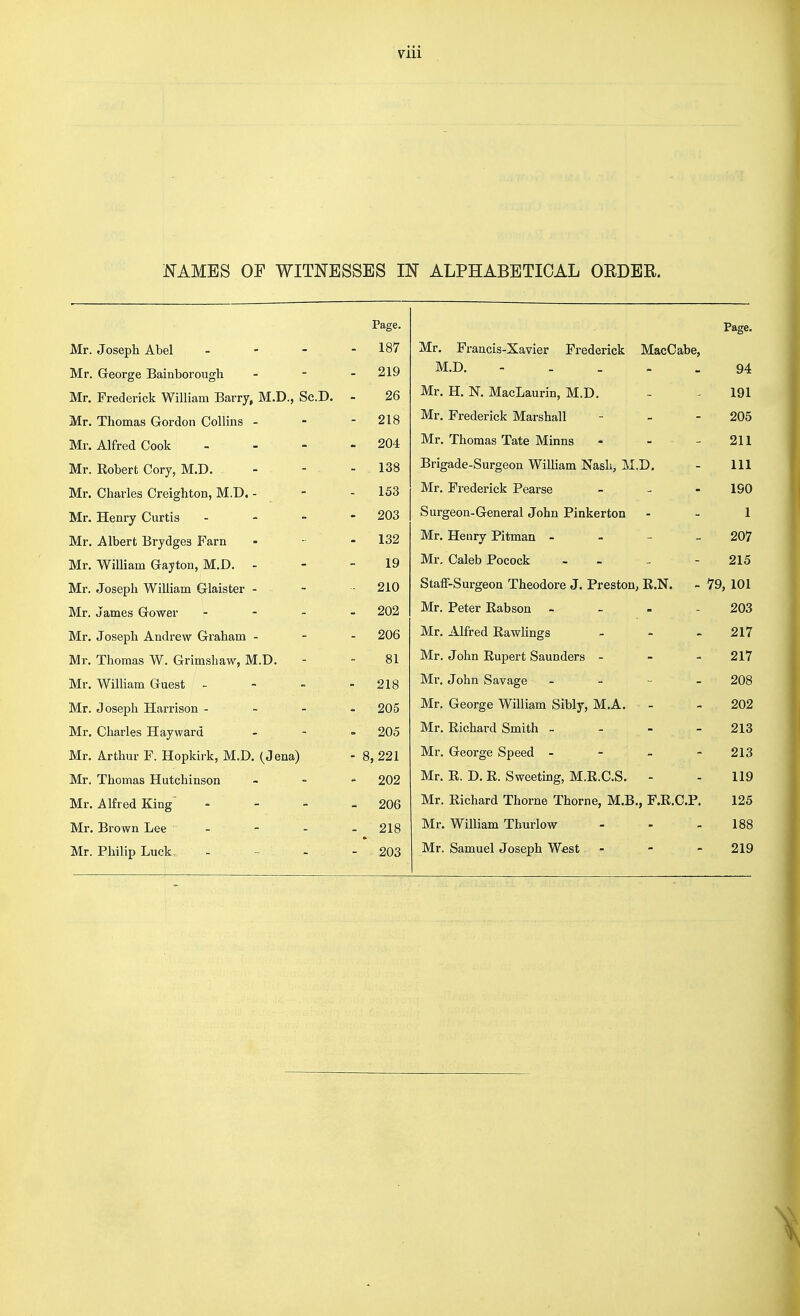 viii
NAMES OF WITNESSES IN ALPHABETICAL ORDER.
Page.
Mr. Joseph Abel - - - - 187
Mr. George Bainborough - - - 219
Mr. Frederick William Barry, M.D., Sc.D. - 26
Mr. Thomas Gordon Collins - - - 218
Mr. Alfred Cook - - - - 204
Mr. Robert Cory, M.D. - - - 138
Mr. Charles Creighton, M.D. - - - 153
Mr. Henry Curtis - - - - 203
Mr. Albert Brydges Farn - - - 132
Mr. William Gayton, M.D. - - - 19
Mr. Joseph William Glaister - - - 210
Mr. James Gower - - - - 202
Mr. Joseph Andrew Graham - - - 206
Mr. Thomas W. Grimshaw, M.D. - - 81
Mr. William Guest - - - - 218
Mr. Joseph Harrison - - - - 205
Mr. Charles Hayward - - - 205
Mr. Arthur F. Hopkirk, M.D. (Jena) - 8, 221
Mr. Thomas Hutchinson - - - 202
Mr. Alfred King - - - - 206
Mr. Brown Lee - - - - 218
Mr. Philip Luck - - - - 203
Page.
Mr. Francis-Xavier Frederick MacCabe,
M.D. - - - - - 94
Mr. H. N. MacLaurin, M.D. - - 191
Mr. Frederick Marshall - - - 205
Mr. Thomas Tate Minns - - - 211
Brigade-Surgeon William Nash, M.D. - 111
Mr. Frederick Pearse - - - 190
Surgeon-General John Pinkerton - - 1
Mr. Henry Pitman - - - - 207
Mr. Caleb Pocock - - - - 215
Staff-Surgeon Theodore J. Preston, R.N. - 79, 101
Mr. Peter Rabson - - - - 203
Mr. Alfred Rawlings - - - 217
Mr. John Rupert Saunders - - - 217
Mr. John Savage - - - - 208
Mr. George William Sibly, M.A. - - 202
Mr. Richard Smith - - - - 213
Mr. George Speed - - - - 213
Mr. R. D. R. Sweeting, M.R.C.S. - - 119
Mr. Richard Thorne Thorne, M.B., F.R.C.P. 125
Mr. William Thurlow - - - 188
Mr. Samuel Joseph West - - - 219